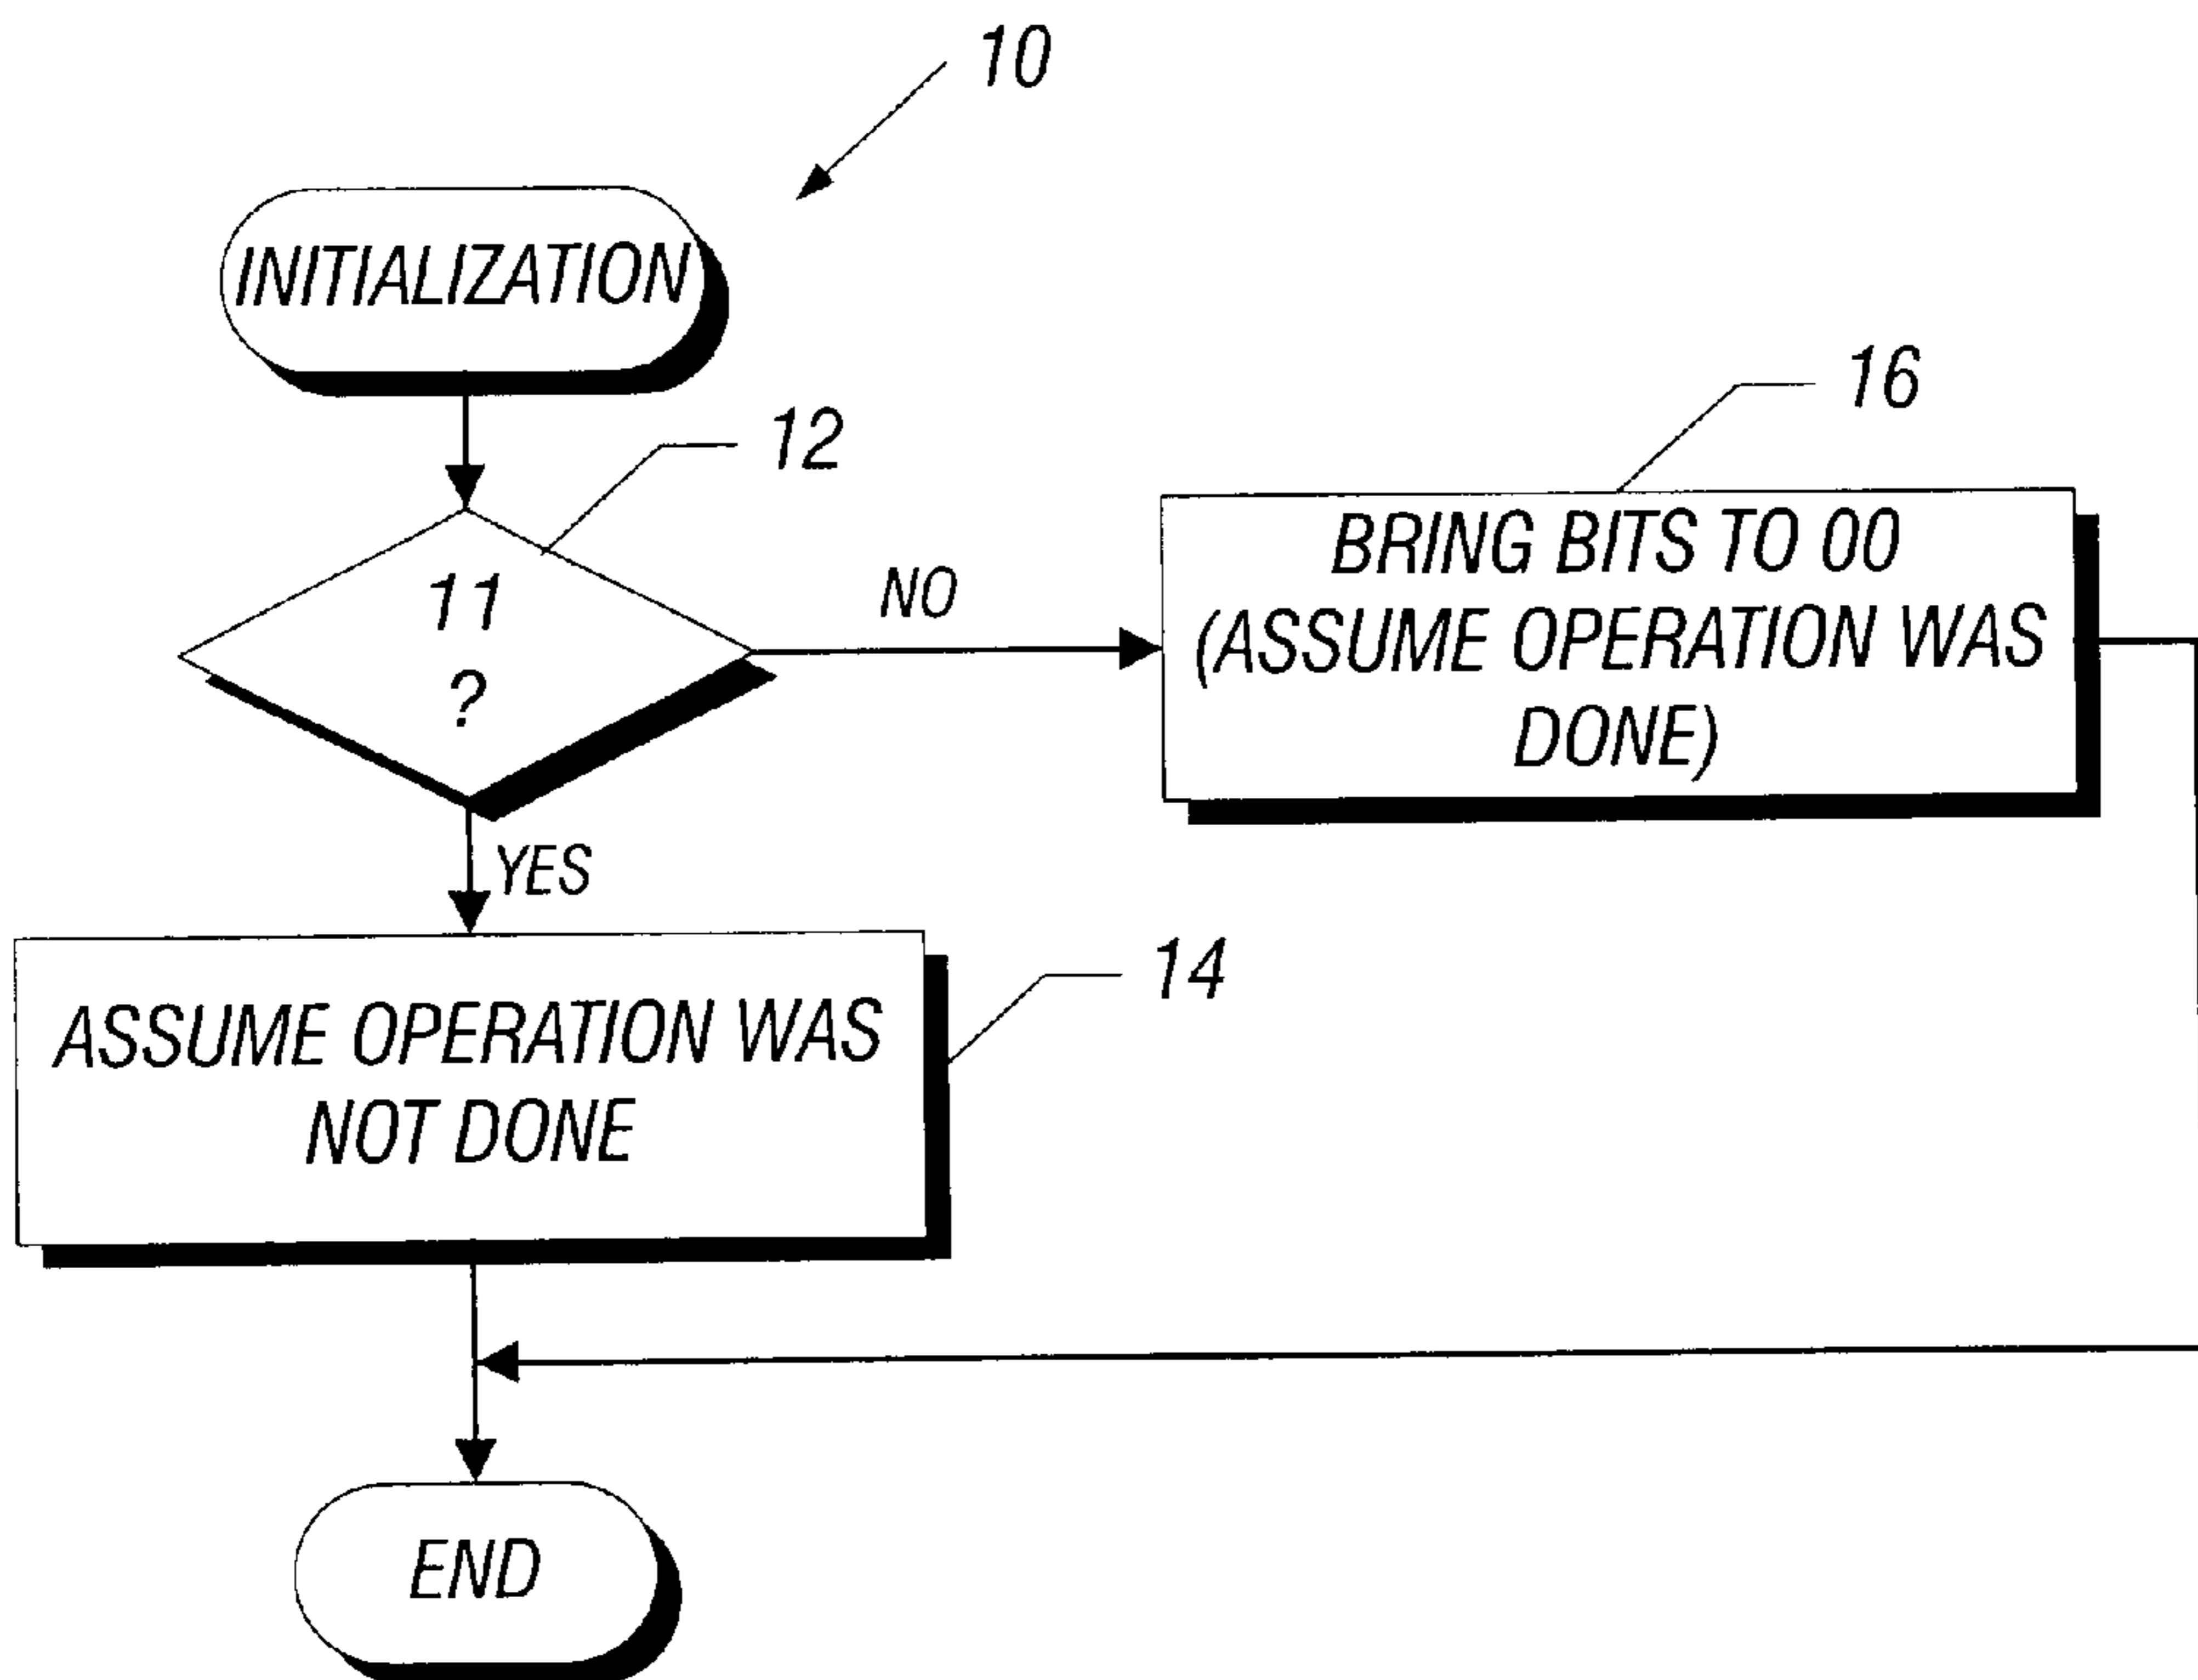 10
INITIALIZATION
12
11
?
NO
16
BRING BITS TO 00
(ASSUME OPERATION WAS
DONE)
YES
14
ASSUME OPERATION WAS
NOT DONE
END